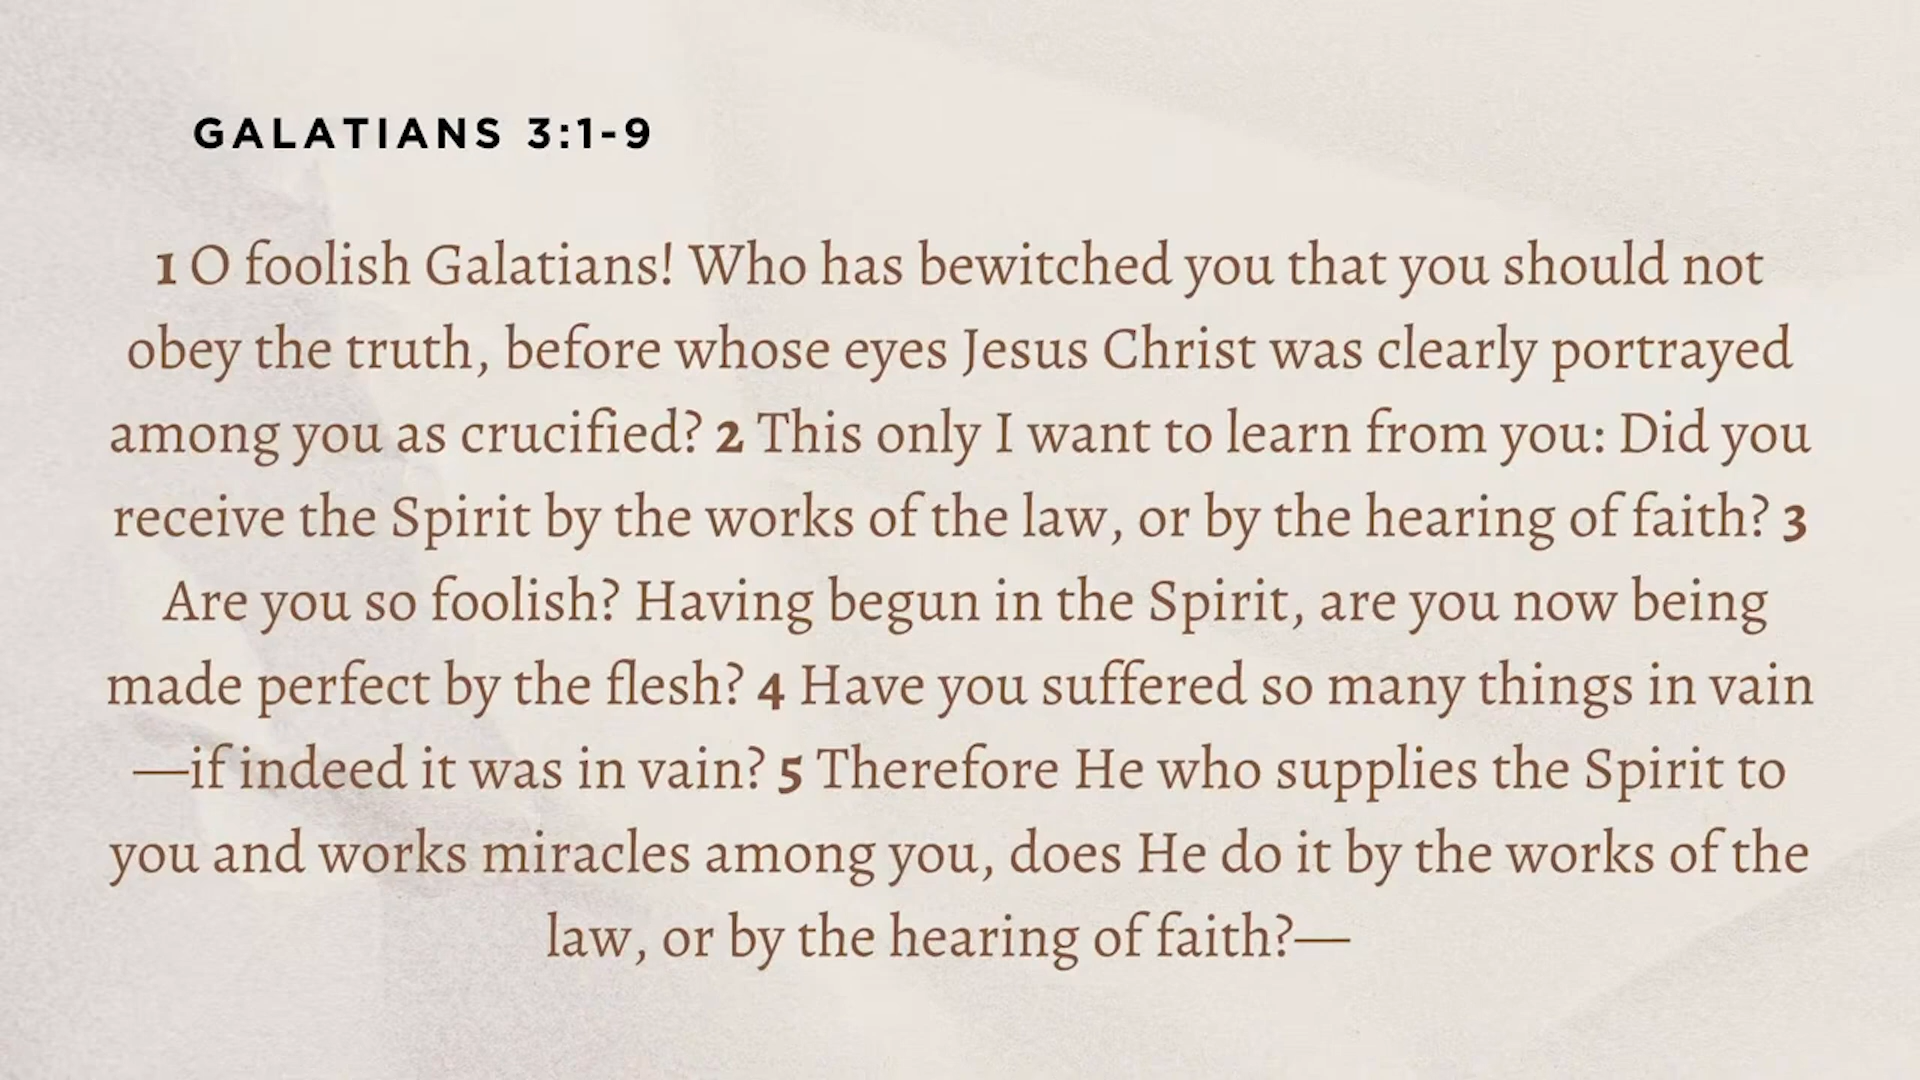 GALATIANS 3:1-9
1 O foolish Galatians! Who has bewitched you that you should not
obey the truth, before whose eyes Jesus Christ was clearly portrayed
among you as crucified? 2 This only I want to learn from you: Did you
receive the Spirit by the works of the law, or by the hearing of faith? 3
Are you so foolish? Having begun in the Spirit, are you now being
made perfect by the flesh? 4 Have you suffered so many things in vain
—if indeed it was in vain? 5 Therefore He who supplies the Spirit to
you and works miracles among you, does He do it by the works of the
law, or by the hearing of faith?—